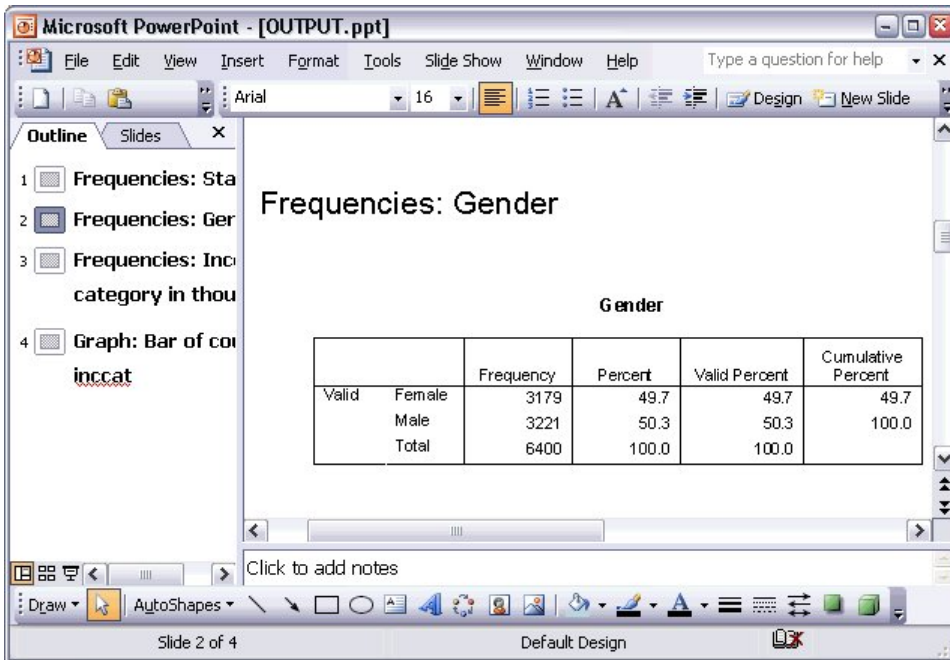 Microsoft PowerPoint - [OUTPUT.ppt]
File Edit View Insert Format Tools Slide Show Window Help Type a question for help
Arial 16 Design New Slide
Outline Slides
1 Frequencies: Sta
2 Frequencies: Ger
3 Frequencies: Inc
category in thou
4 Graph: Bar of cou
inccat
Frequencies: Gender
Gender
Frequency Percent Valid Percent Cumulative Percent
Valid Female 3179 49.7 49.7 49.7
Male 3221 50.3 50.3 100.0
Total 6400 100.0 100.0
Click to add notes
Draw AutoShapes
Slide 2 of 4 Default Design